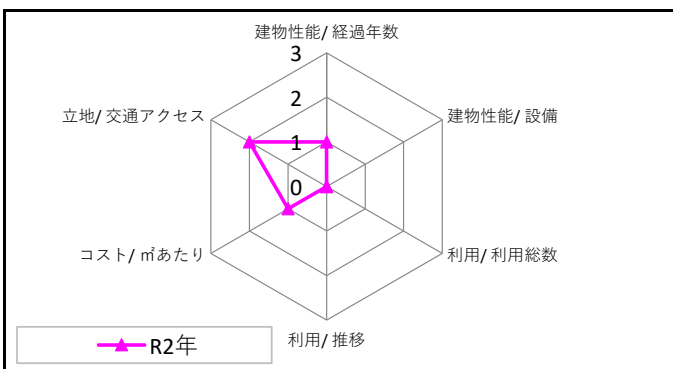 建物性能/ 経過年数
3
立地/ 交通アクセス
2
建物性能/ 設備
1
0
コスト/ ㎡あたり
利用/ 利用総数
R2年
利用/ 推移